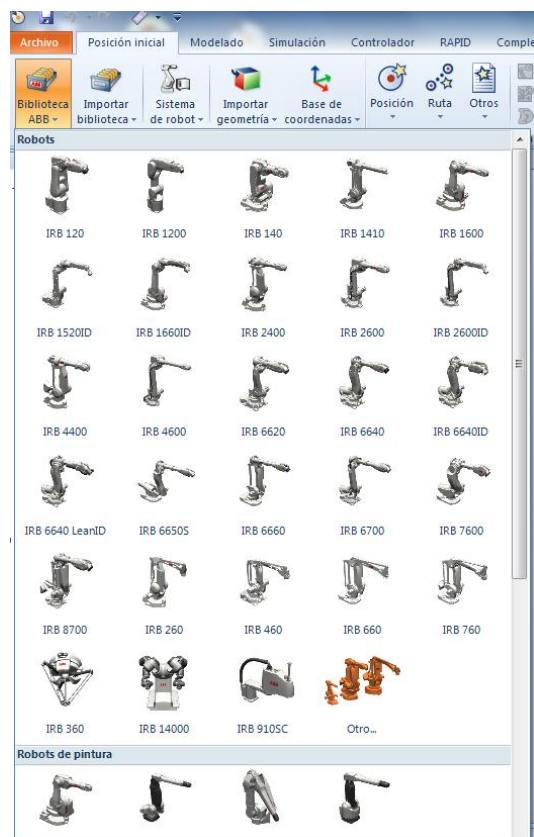 Archivo Posición inicial Modelado Simulación Controlador RAPID Comple
Biblioteca Importar Sistema Importar Base de Posición Ruta Otros
ABB biblioteca de robot geometría coordenadas
Robots
IRB 120 IRB 1200 IRB 140 IRB 1410 IRB 1600
IRB 1520ID IRB 1660ID IRB 2400 IRB 2600 IRB 2600ID
IRB 4400 IRB 4600 IRB 6620 IRB 6640 IRB 6640ID
IRB 6640 LeanID IRB 6650S IRB 6660 IRB 6700 IRB 7600
IRB 8700 IRB 260 IRB 460 IRB 660 IRB 760
IRB 360 IRB 14000 IRB 910SC Otro...
Robots de pintura